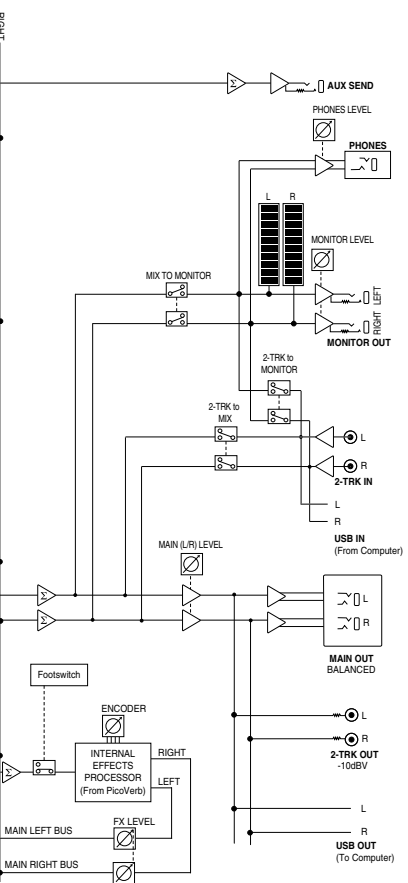 RIGHT
AUX SEND
PHONES LEVEL
PHONES
L R
MONITOR LEVEL
MIX TO MONITOR
LEFT
RIGHT
MONITOR OUT
2-TRK to
MONITOR
2-TRK to
MIX
L
R
2-TRK IN
L
R
USB IN
(From Computer)
MAIN (L/R) LEVEL
Σ
Σ
Σ
L
R
MAIN OUT
BALANCED
Footswitch
ENCODER
L
R
2-TRK OUT
-10dBV
Σ
INTERNAL
EFFECTS
PROCESSOR
(From PicoVerb)
RIGHT
LEFT
L
R
USB OUT
(To Computer)
FX LEVEL
MAIN LEFT BUS
MAIN RIGHT BUS